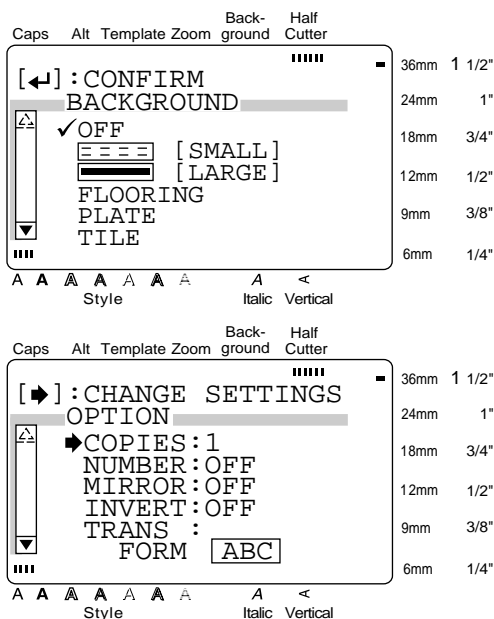 Back- Half
Caps Alt Template Zoom ground Cutter
[↵]:CONFIRM
BACKGROUND
✓OFF
[SMALL]
[LARGE]
FLOORING
PLATE
TILE
36mm 1 1/2"
24mm 1"
18mm 3/4"
12mm 1/2"
9mm 3/8"
6mm 1/4"
A A A A A A A A A
Style Italic Vertical
Back- Half
Caps Alt Template Zoom ground Cutter
[➡]:CHANGE SETTINGS
OPTION
➡COPIES:1
NUMBER:OFF
MIRROR:OFF
INVERT:OFF
TRANS :
FORM ABC
36mm 1 1/2"
24mm 1"
18mm 3/4"
12mm 1/2"
9mm 3/8"
6mm 1/4"
A A A A A A A A A
Style Italic Vertical